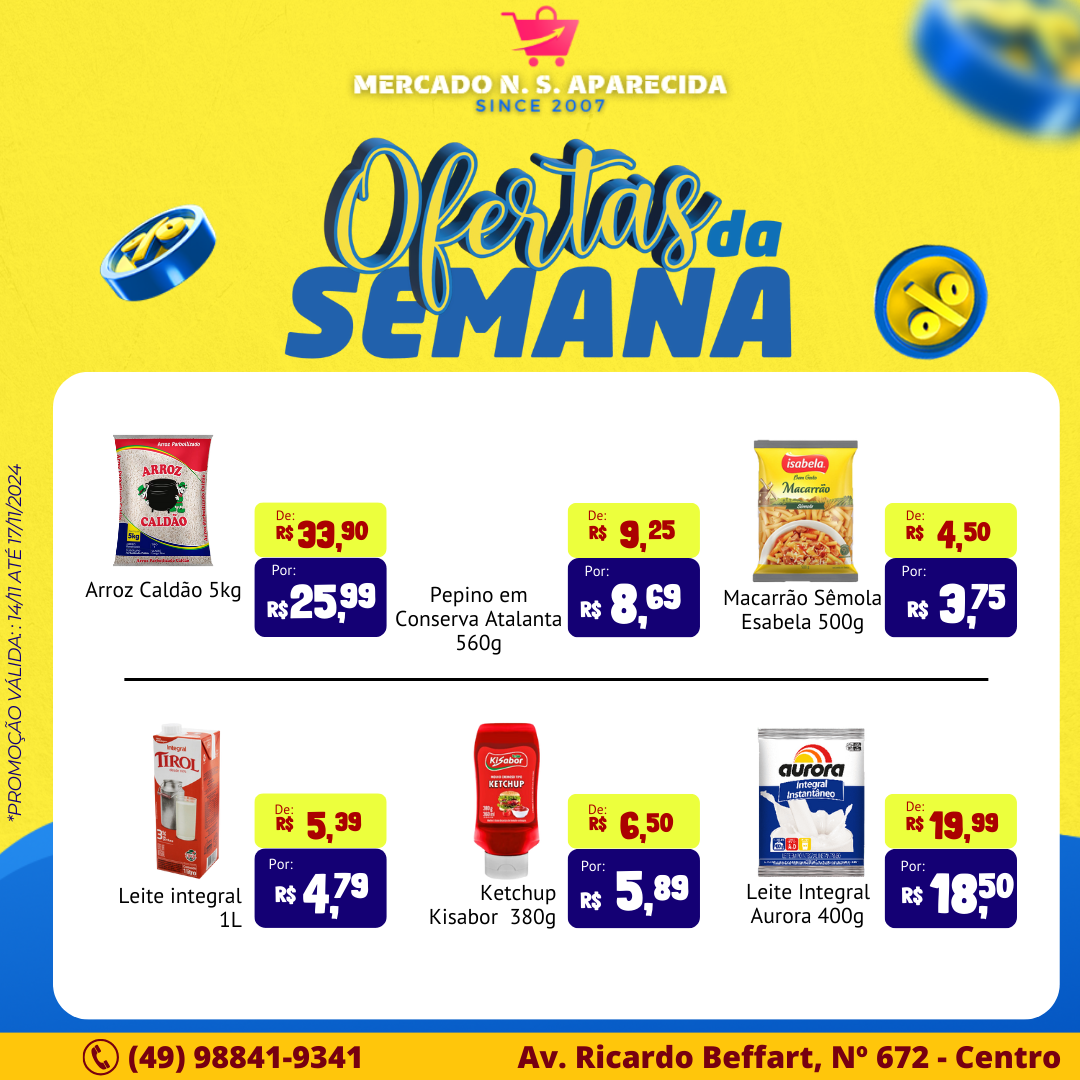 MERCADO N. S. APARECIDA
SINCE 2007
Ofertas da
SEMANA
*PROMOÇÃO VÁLIDA: : 14/11 ATÉ 17/11/2024
Arroz Parboilizado
ARROZ
CALDÃO
5kg
Arroz Caldão 5kg
De:
R$ 33,90
Por:
R$ 25,99
Pepino em
Conserva Atalanta
560g
De:
R$ 9,25
Por:
R$ 8,69
isabela
Bom Gosto
Macarrão
Sêmola
Macarrão Sêmola
Esabela 500g
De:
R$ 4,50
Por:
R$ 3,75
Integral
TIROL
3%
Leite integral
1L
De:
R$ 5,39
Por:
R$ 4,79
Kisabor
KETCHUP
Ketchup
Kisabor 380g
De:
R$ 6,50
Por:
R$ 5,89
aurora
Integral
Instantâneo
Leite Integral
Aurora 400g
De:
R$ 19,99
Por:
R$ 18,50
(49) 98841-9341
Av. Ricardo Beffart, Nº 672 - Centro